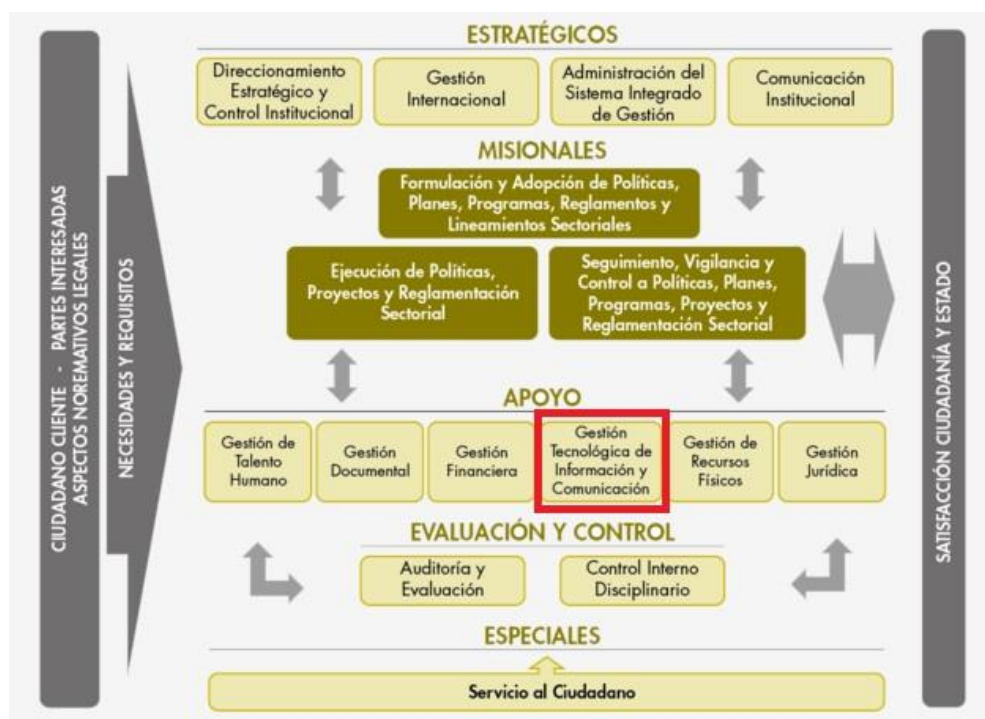 CIUDADANO CLIENTE - PARTES INTERESADAS
ASPECTOS NOREMATIVOS LEGALES
NECESIDADES Y REQUISITOS
ESTRATÉGICOS
Direccionamiento
Estratégico y
Control Institucional
Gestión
Internacional
Administración del
Sistema Integrado
de Gestión
Comunicación
Institucional
MISIONALES
Formulación y Adopción de Políticas,
Planes, Programas, Reglamentos y
Lineamientos Sectoriales
Ejecución de Políticas,
Proyectos y Reglamentación
Sectorial
Seguimiento, Vigilancia y
Control a Políticas, Planes,
Programas, Proyectos y
Reglamentación Sectorial
APOYO
Gestión de
Talento
Humano
Gestión
Documental
Gestión
Financiera
Gestión
Tecnológica de
Información y
Comunicación
Gestión de
Recursos
Físicos
Gestión
Jurídica
EVALUACIÓN Y CONTROL
Auditoría y
Evaluación
Control Interno
Disciplinario
ESPECIALES
Servicio al Ciudadano
SATISFACCIÓN CIUDADANÍA Y ESTADO